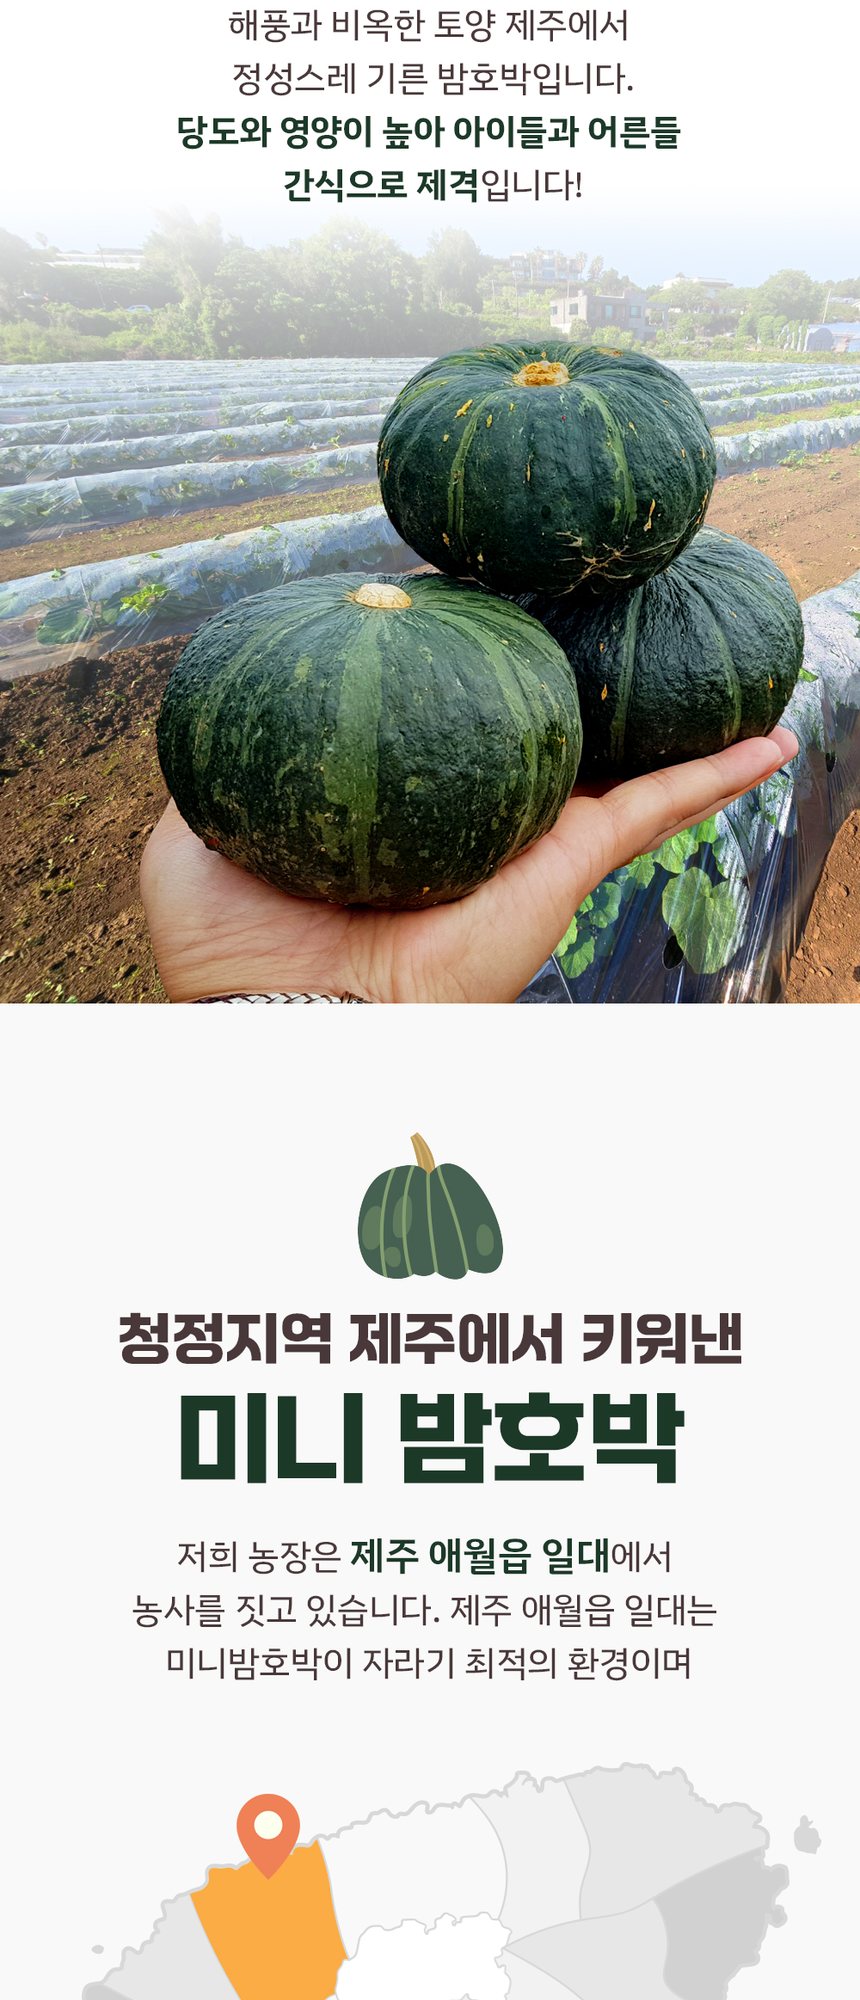 해풍과 비옥한 토양 제주에서
정성스레 기른 밤호박입니다.
당도와 영양이 높아 아이들과 어른들
간식으로 제격입니다!
청정지역 제주에서 키워낸
미니 밤호박
저희 농장은 제주 애월읍 일대에서
농사를 짓고 있습니다. 제주 애월읍 일대는
미니밤호박이 자라기 최적의 환경이며